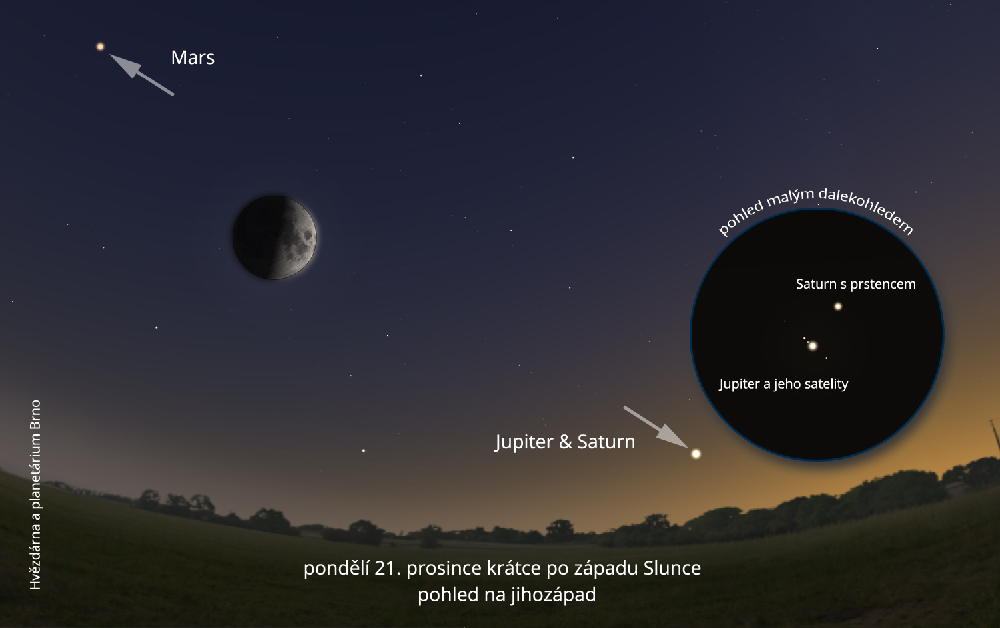 Mars
pohled malým dalekohledem
Saturn s prstencem
Jupiter a jeho satelity
Jupiter & Saturn
Hvězdárna a planetárium Brno
pondělí 21. prosince krátce po západu Slunce
pohled na jihozápad